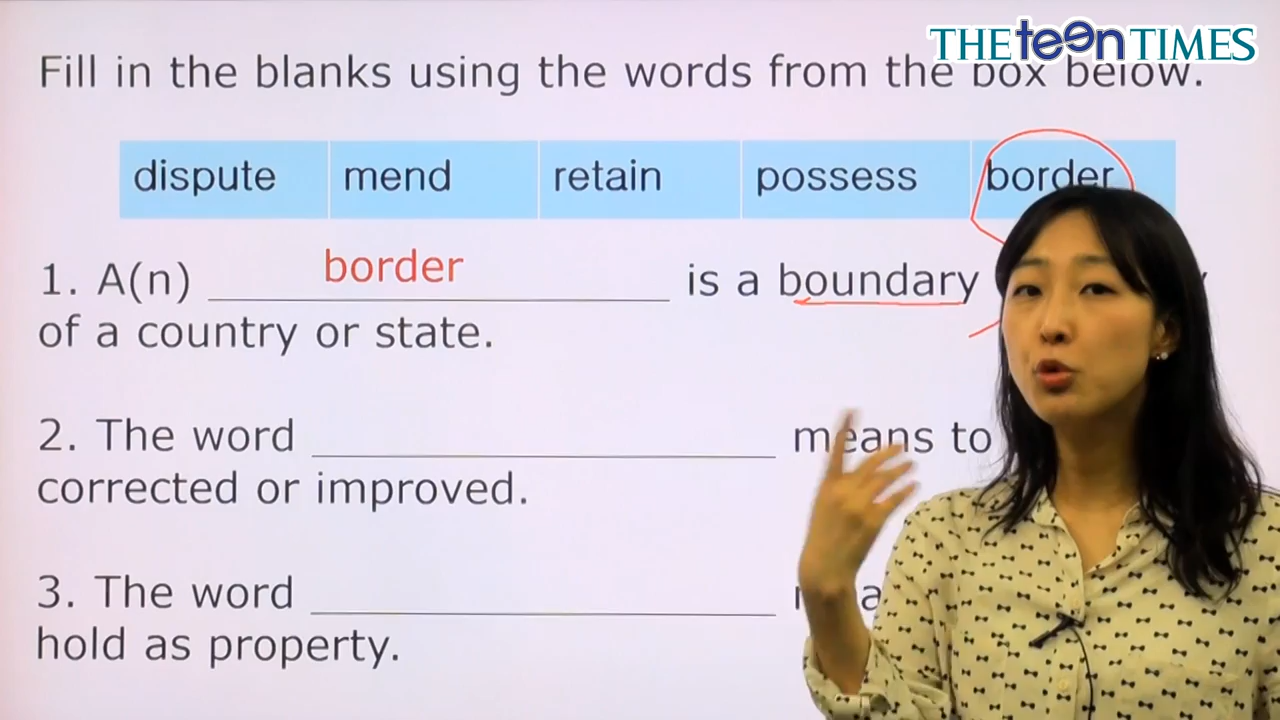 THE teen TIMES
Fill in the blanks using the words from the box below.
dispute mend retain possess border
1. A(n) border is a boundary
of a country or state.
2. The word means to
corrected or improved.
3. The word
hold as property.